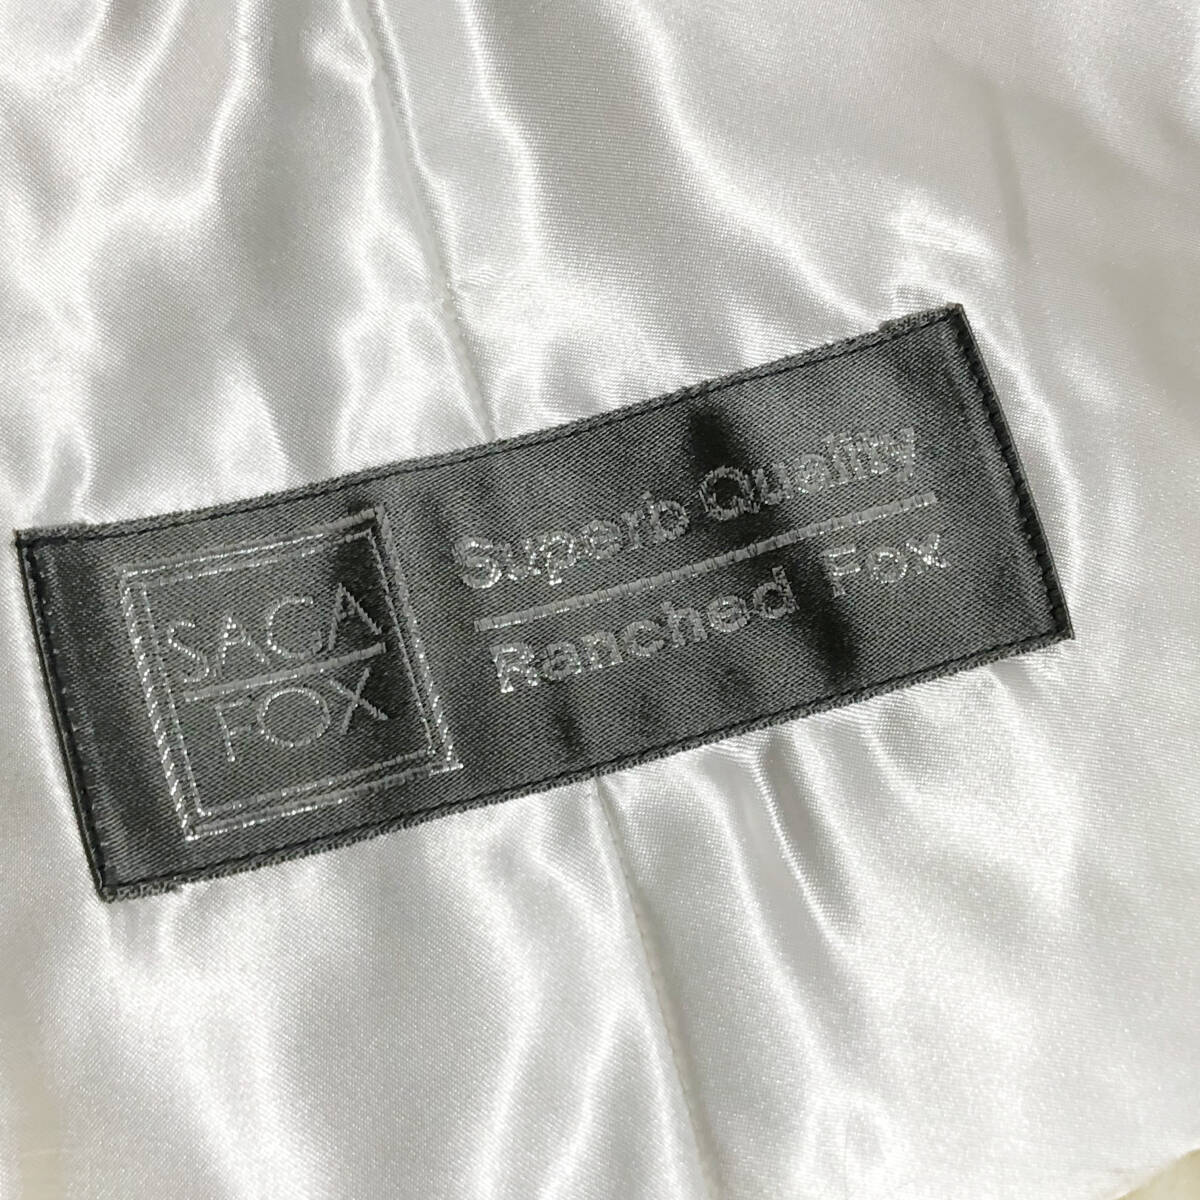 SAGA
FOX
Superb Quality
Ranched Fox